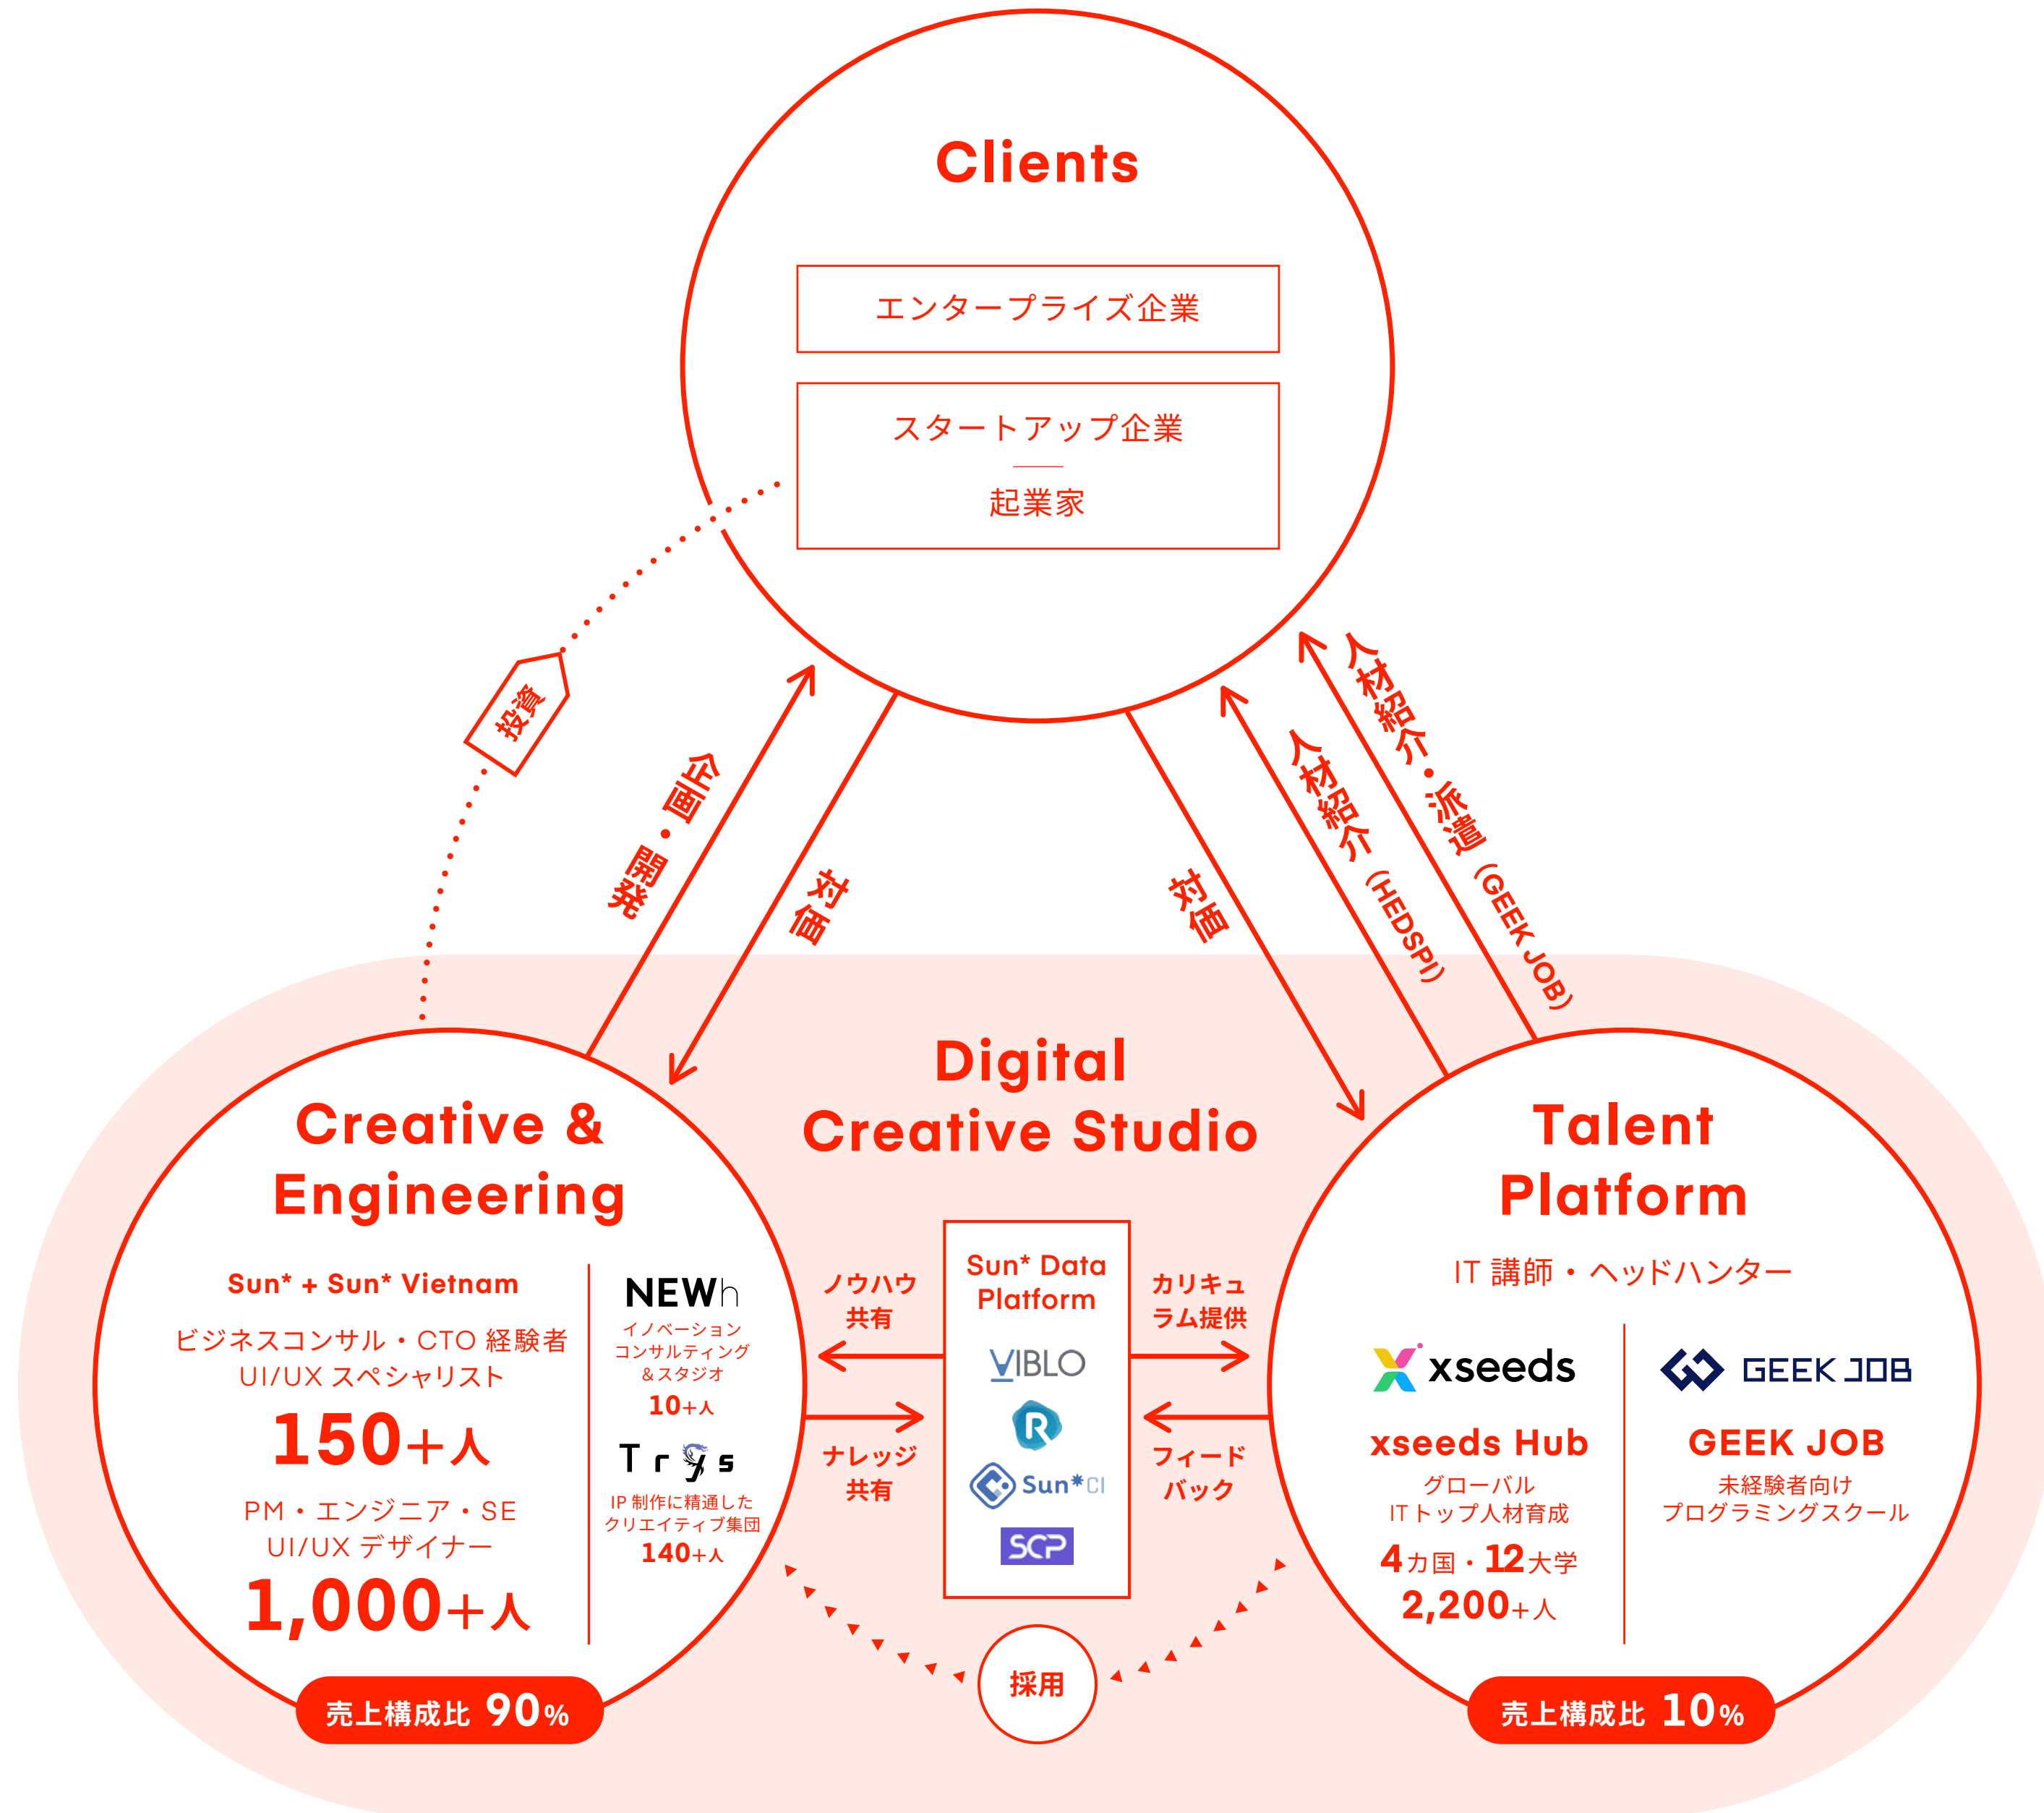 Clients
エンタープライズ企業
スタートアップ企業
起業家
投資
企画・開発
対価
対価
人材紹介（HEDSPI）
人材紹介・派遣（GEEK JOB）
Digital
Creative Studio
Creative &
Engineering
Sun* + Sun* Vietnam
ビジネスコンサル・CTO 経験者
UI/UX スペシャリスト
150+人
PM・エンジニア・SE
UI/UX デザイナー
1,000+人
NEWh
イノベーション
コンサルティング
＆スタジオ
10+人
Trys
IP 制作に精通した
クリエイティブ集団
140+人
売上構成比 90%
ノウハウ
共有
ナレッジ
共有
Sun* Data
Platform
VIBLO
R
Sun*CI
SCP
カリキュ
ラム提供
フィード
バック
採用
Talent
Platform
IT 講師・ヘッドハンター
xseeds
xseeds Hub
グローバル
IT トップ人材育成
4カ国・12大学
2,200+人
GEEK JOB
GEEK JOB
未経験者向け
プログラミングスクール
売上構成比 10%